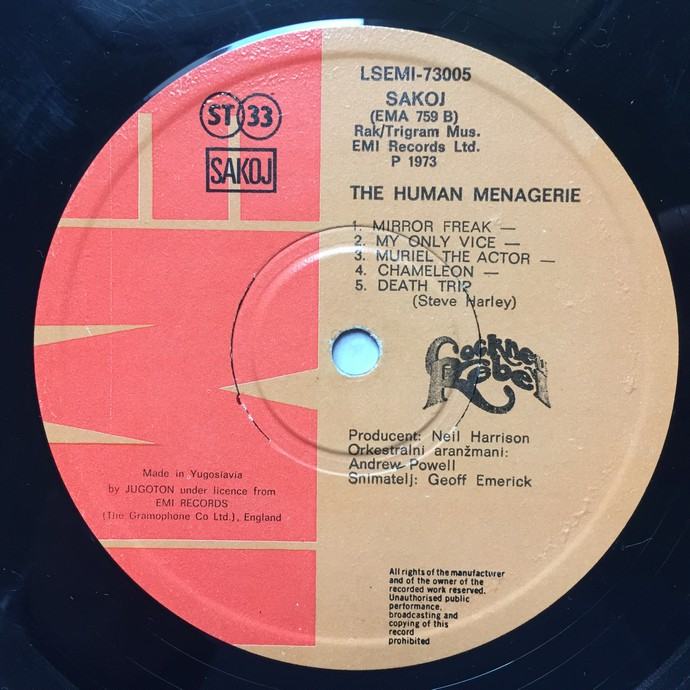 LSEMI-73005
SAKOJ
(EMA 759 B)
Rak/Trigram Mus.
EMI Records Ltd.
P 1973
ST 33
SAKOJ
THE HUMAN MENAGERIE
1. MIRROR FREAK —
2. MY ONLY VICE —
3. MURIEL THE ACTOR —
4. CHAMELEON —
5. DEATH TRIP
(Steve Harley)
Cockney
Rebel
Producent: Neil Harrison
Orkestralni aranžmani:
Andrew Powell
Snimatelj: Geoff Emerick
Made in Yugoslavia
by JUGOTON under licence from
EMI RECORDS
(The Gramophone Co Ltd.), England
All rights of the manufacturer
and of the owner of the
recorded work reserved.
Unauthorised public
performance,
broadcasting and
copying of this
record
prohibited